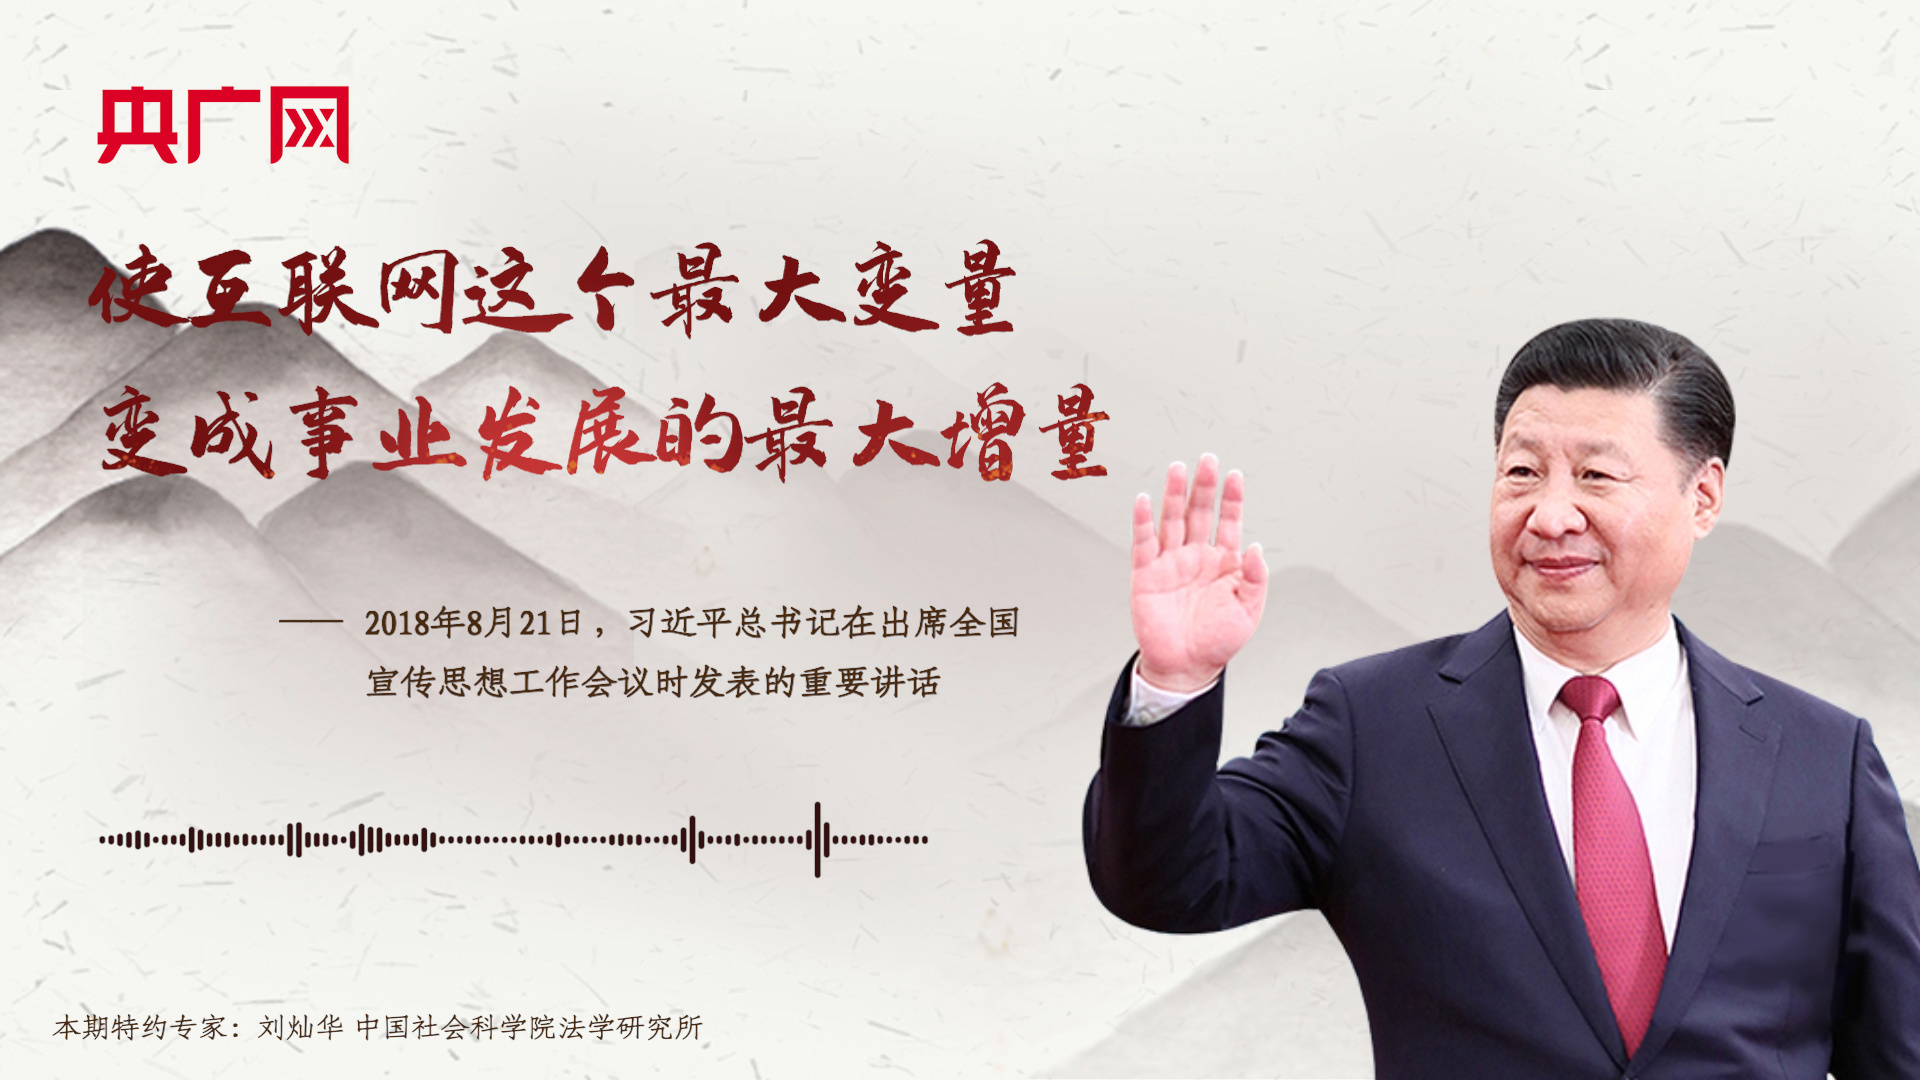 央广网
使互联网这个最大变量
变成事业发展的最大增量
—— 2018年8月21日，习近平总书记在出席全国
宣传思想工作会议时发表的重要讲话
本期特约专家：刘灿华 中国社会科学院法学研究所